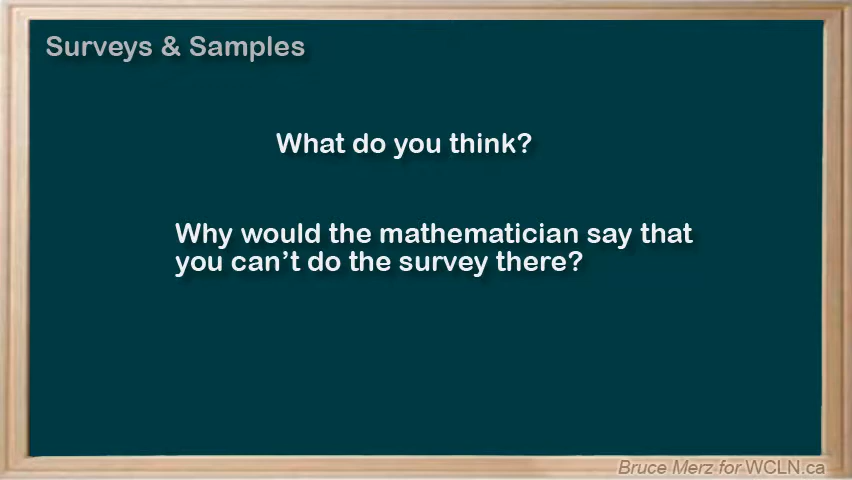 Surveys & Samples
What do you think?
Why would the mathematician say that
you can’t do the survey there?
Bruce Merz for WCLN.ca